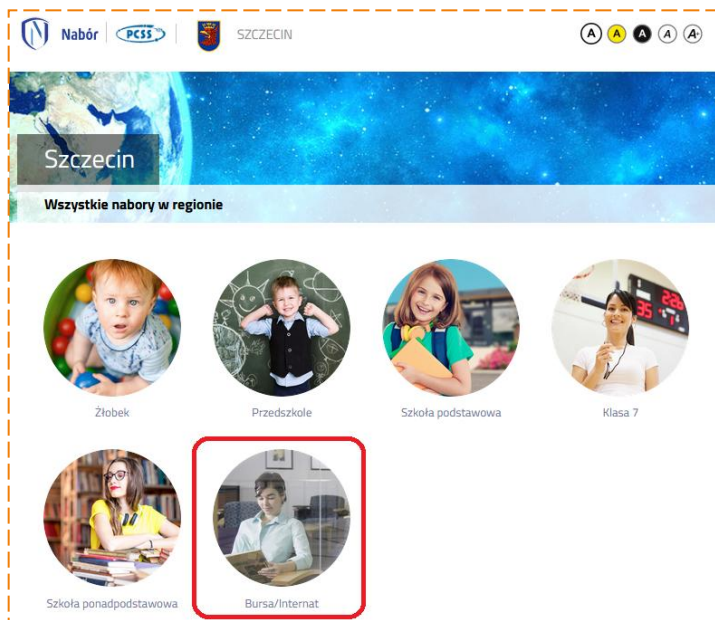 Nabór PCSS SZCZECIN A A A A A+
Szczecin
Wszystkie nabory w regionie
Żłobek Przedszkole Szkoła podstawowa Klasa 7
Szkoła ponadpodstawowa Bursa/Internat